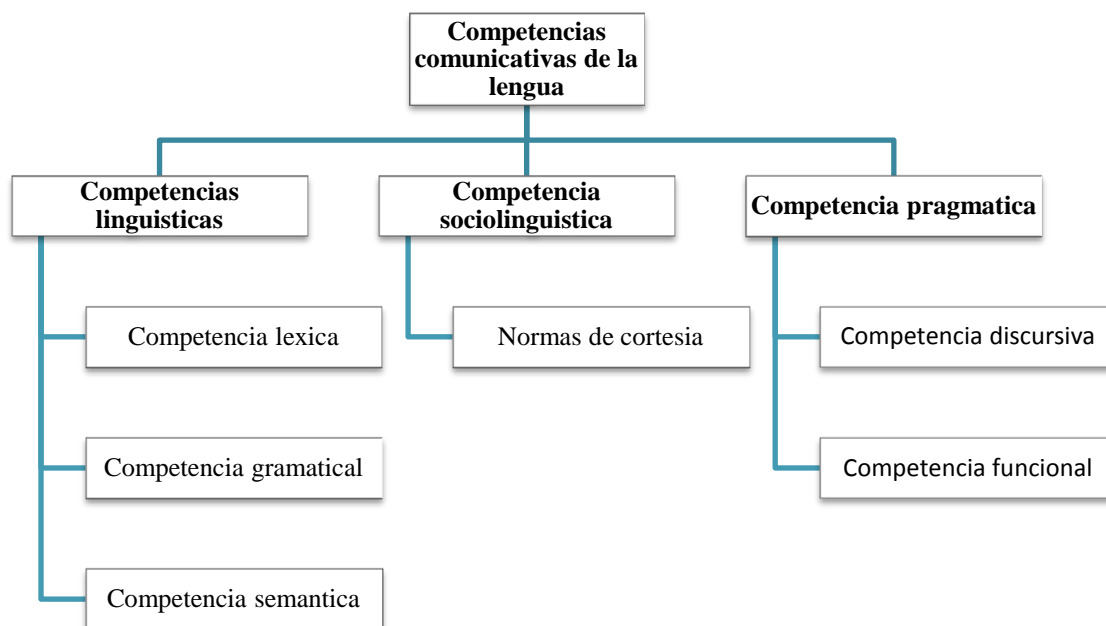 Competencias
comunicativas de la
lengua
Competencias
linguisticas
Competencia
sociolinguistica
Competencia pragmatica
Competencia lexica
Normas de cortesia
Competencia discursiva
Competencia gramatical
Competencia funcional
Competencia semantica